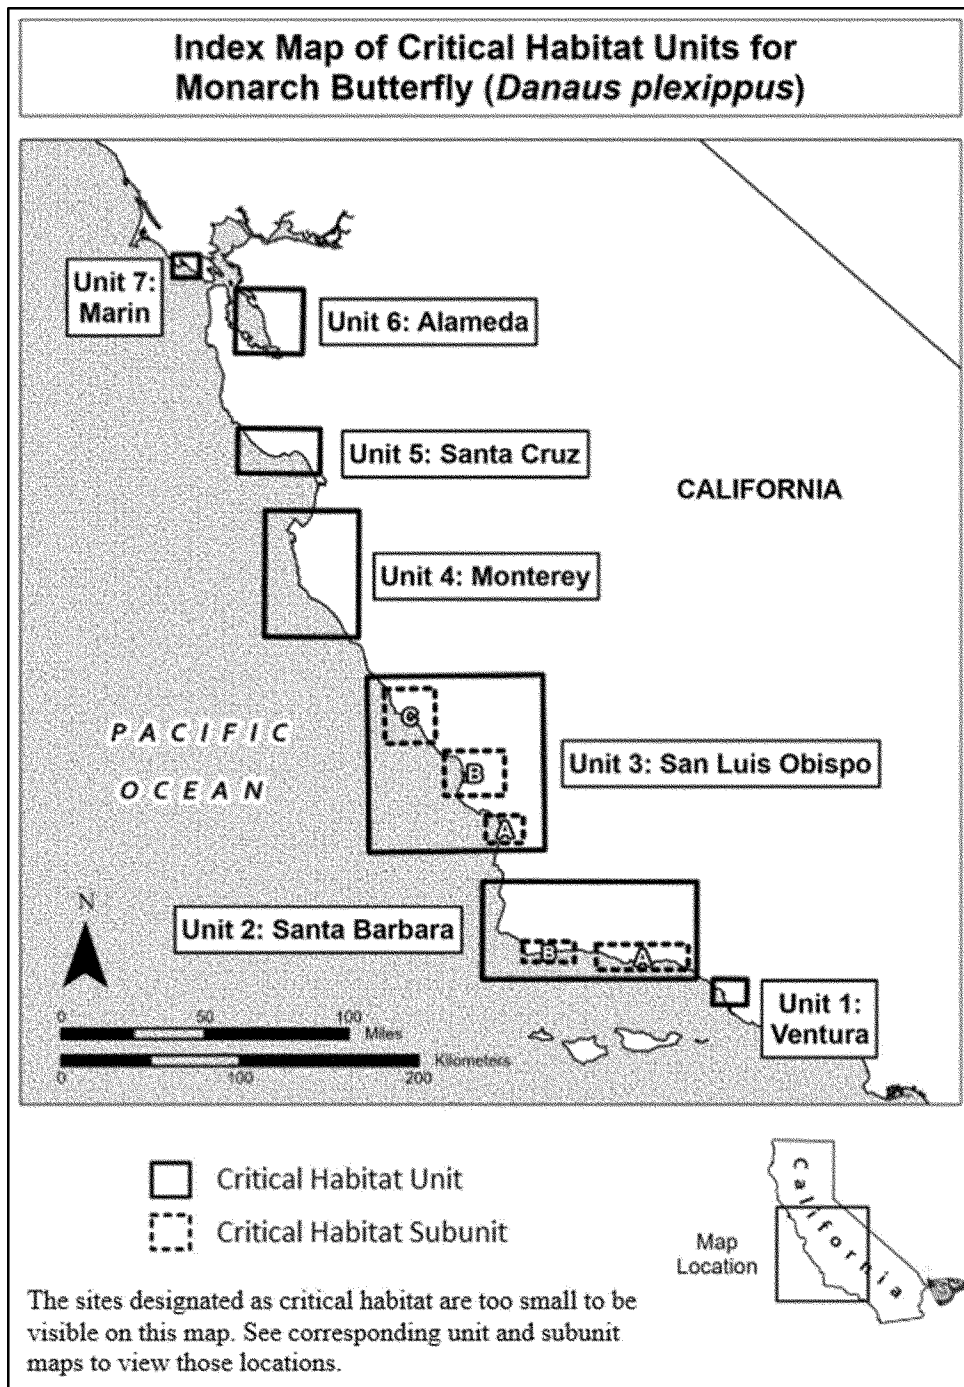 Index Map of Critical Habitat Units for
Monarch Butterfly (Danaus plexippus)
Unit 7:
Marin
Unit 6: Alameda
Unit 5: Santa Cruz
CALIFORNIA
Unit 4: Monterey
PACIFIC
OCEAN
C
B
A
Unit 3: San Luis Obispo
Unit 2: Santa Barbara
B
A
Unit 1:
Ventura
N
0 50 100
Miles
Kilometers
0 100 200
Critical Habitat Unit
Critical Habitat Subunit
Map
Location
California
The sites designated as critical habitat are too small to be
visible on this map. See corresponding unit and subunit
maps to view those locations.